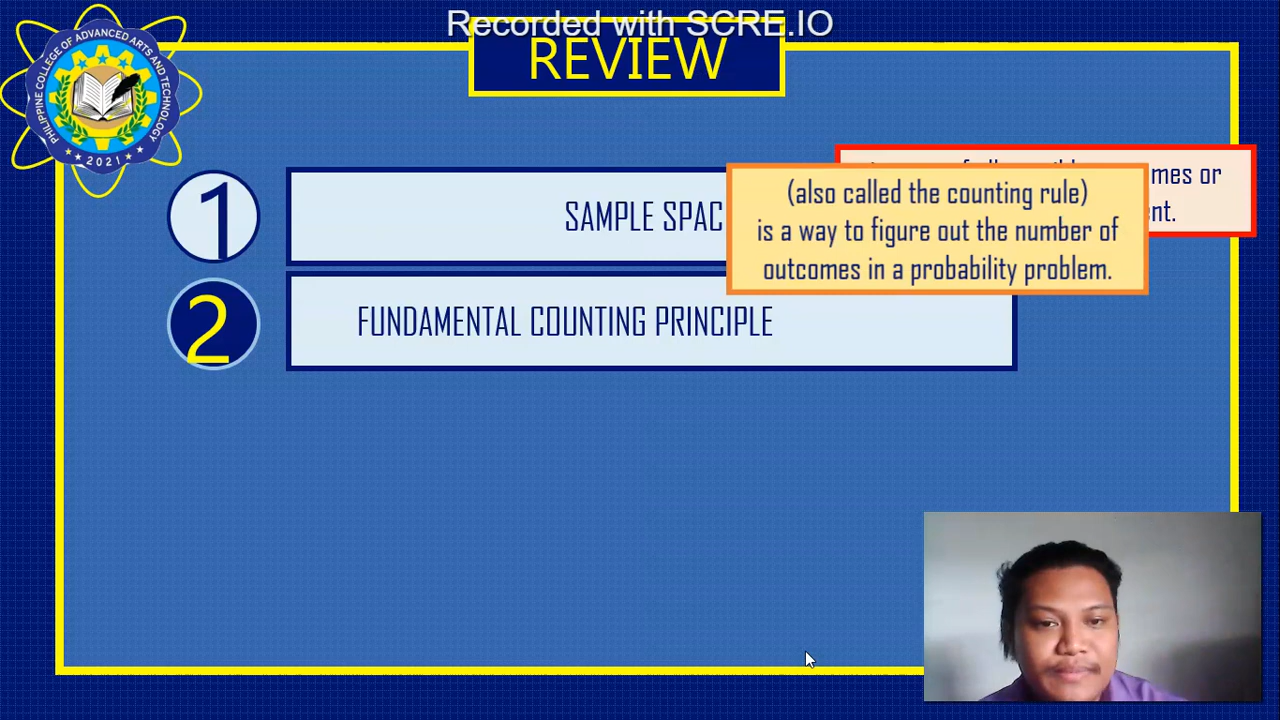 Recorded with SCRE.IO
REVIEW
PHILIPPINE COLLEGE OF ADVANCED ARTS AND TECHNOLOGY
2021
1
SAMPLE SPAC
mes or
(also called the counting rule)
is a way to figure out the number of
outcomes in a probability problem.
2
FUNDAMENTAL COUNTING PRINCIPLE